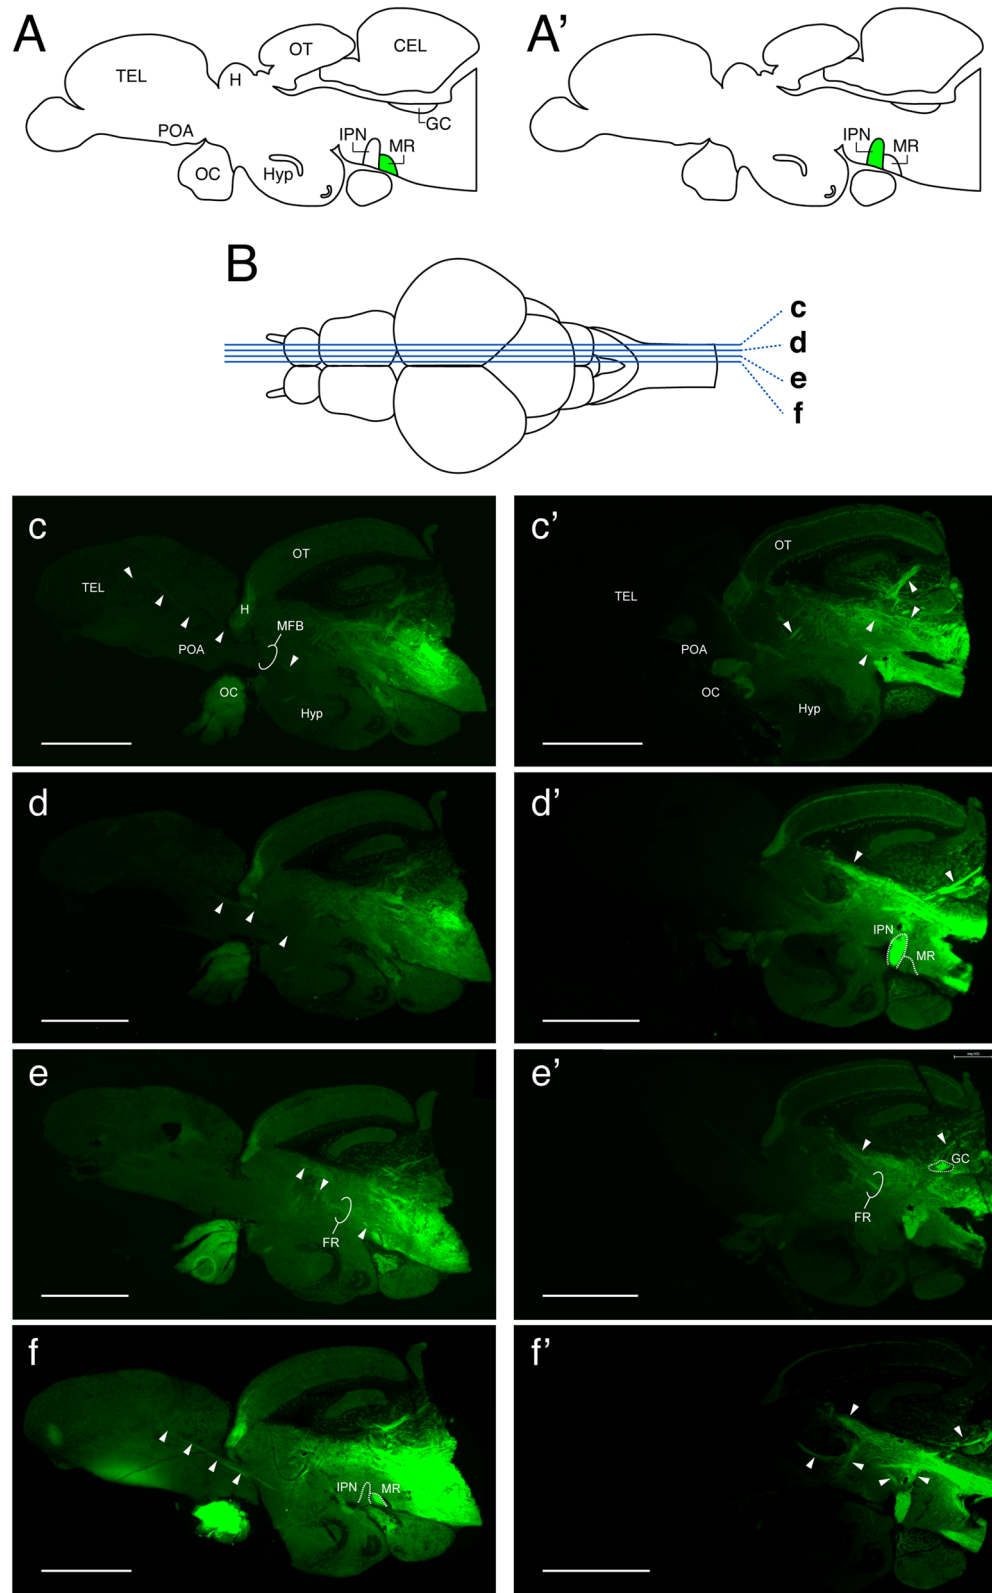 A
TEL
H
OT
CEL
POA
OC
Hyp
IPN
MR
GC
A'
IPN
MR
B
c
d
e
f
c
TEL
OT
H
MFB
POA
OC
Hyp
c’
OT
TEL
POA
OC
Hyp
d
d’
IPN
MR
e
FR
e’
GC
FR
f
IPN
MR
f’